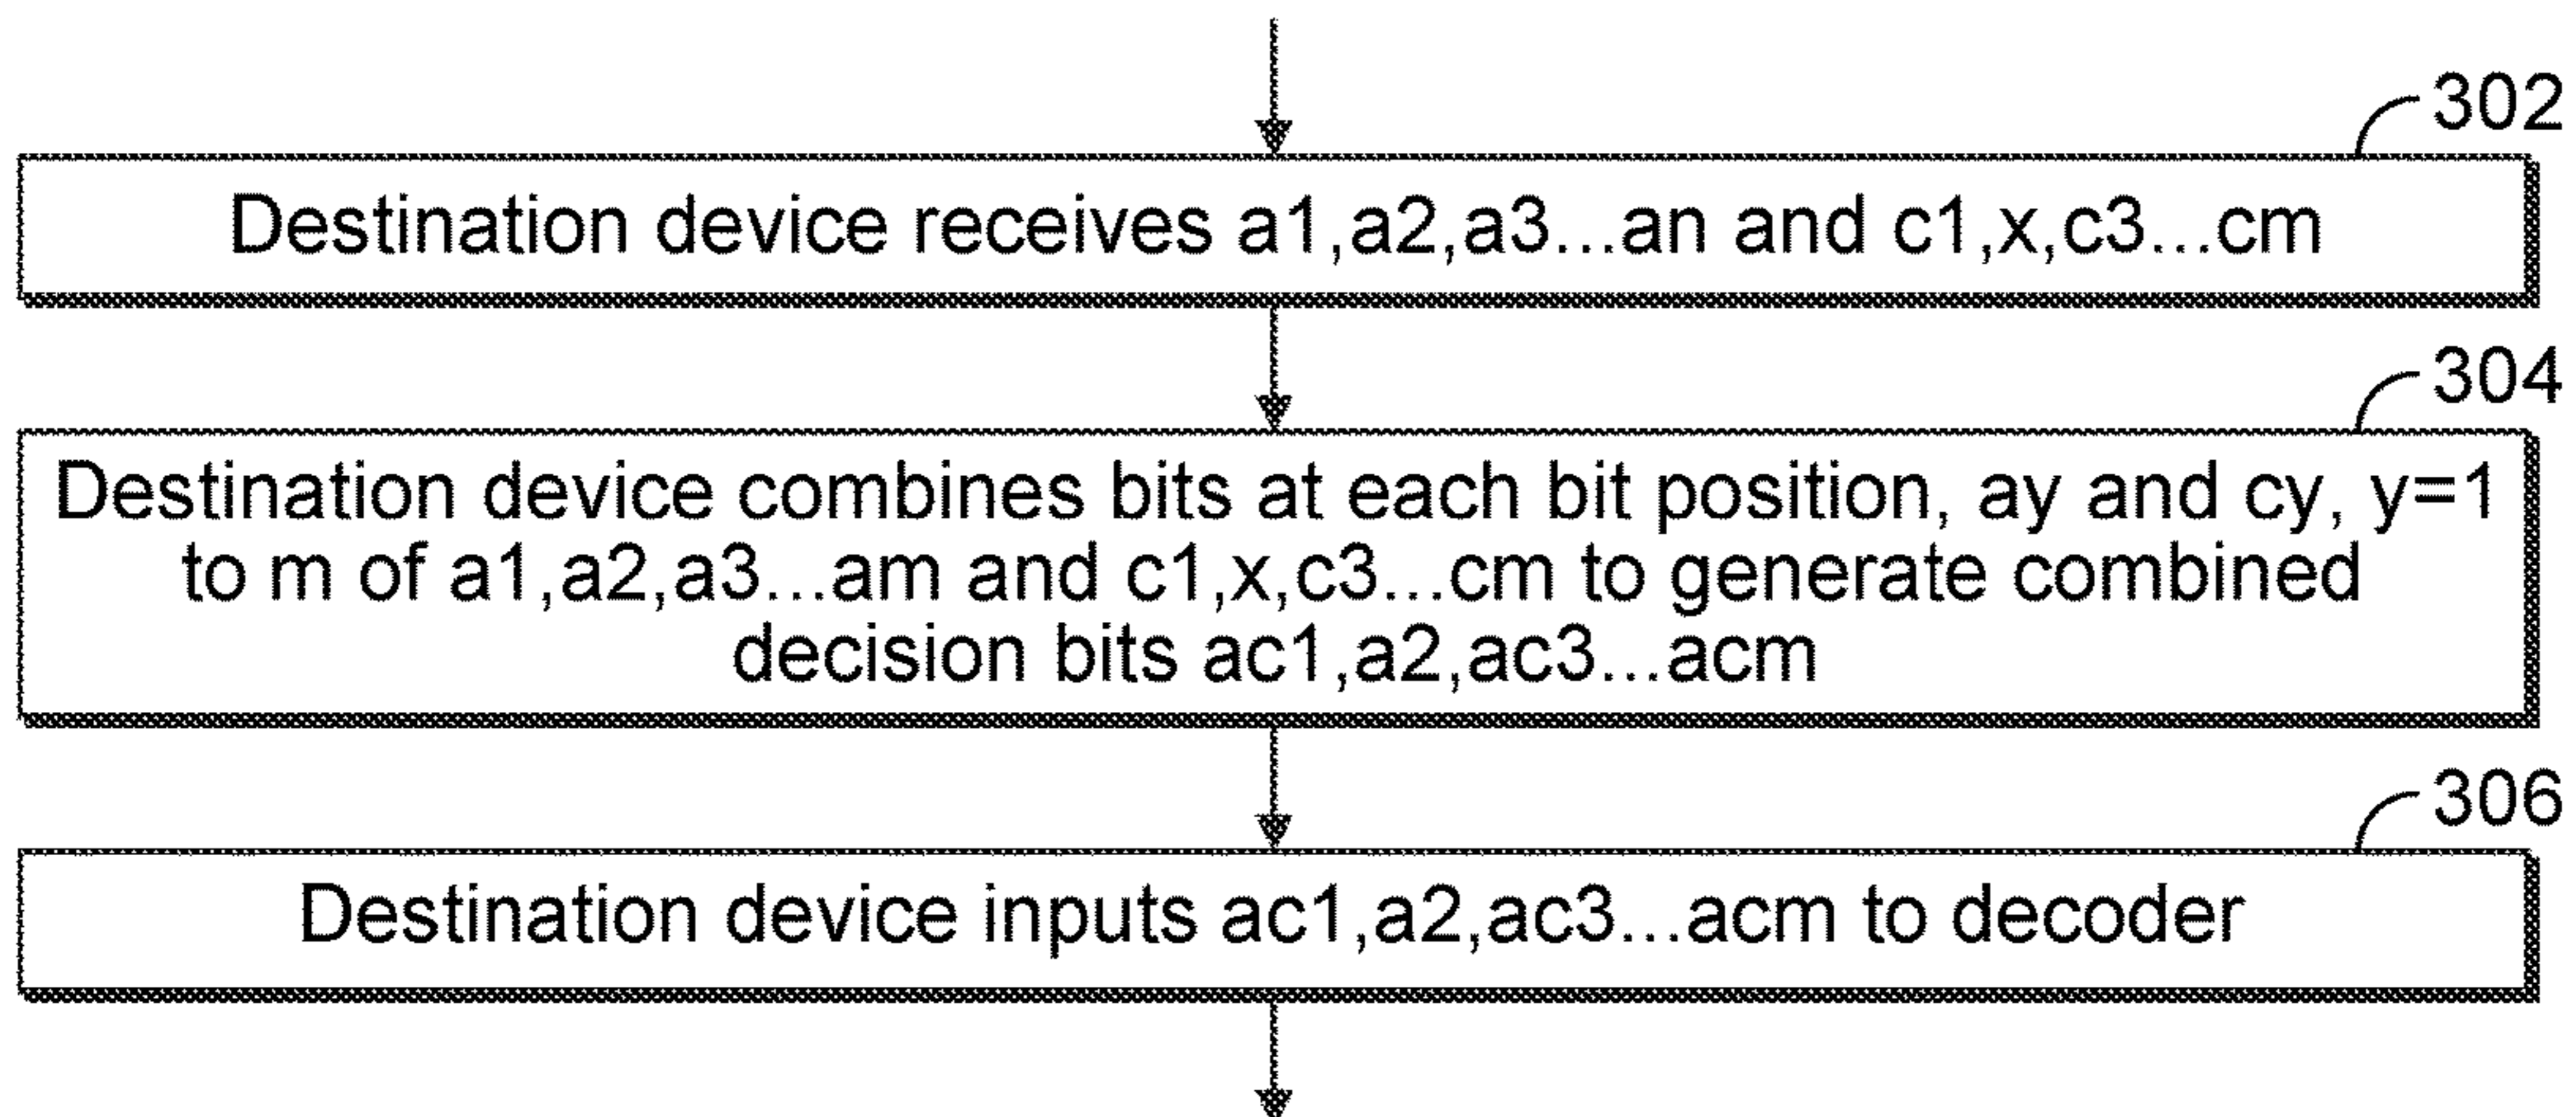 302
Destination device receives a1,a2,a3...an and c1,x,c3...cm
304
Destination device combines bits at each bit position, ay and cy, y=1
to m of a1,a2,a3...am and c1,x,c3...cm to generate combined
decision bits ac1,a2,ac3...acm
306
Destination device inputs ac1,a2,ac3...acm to decoder